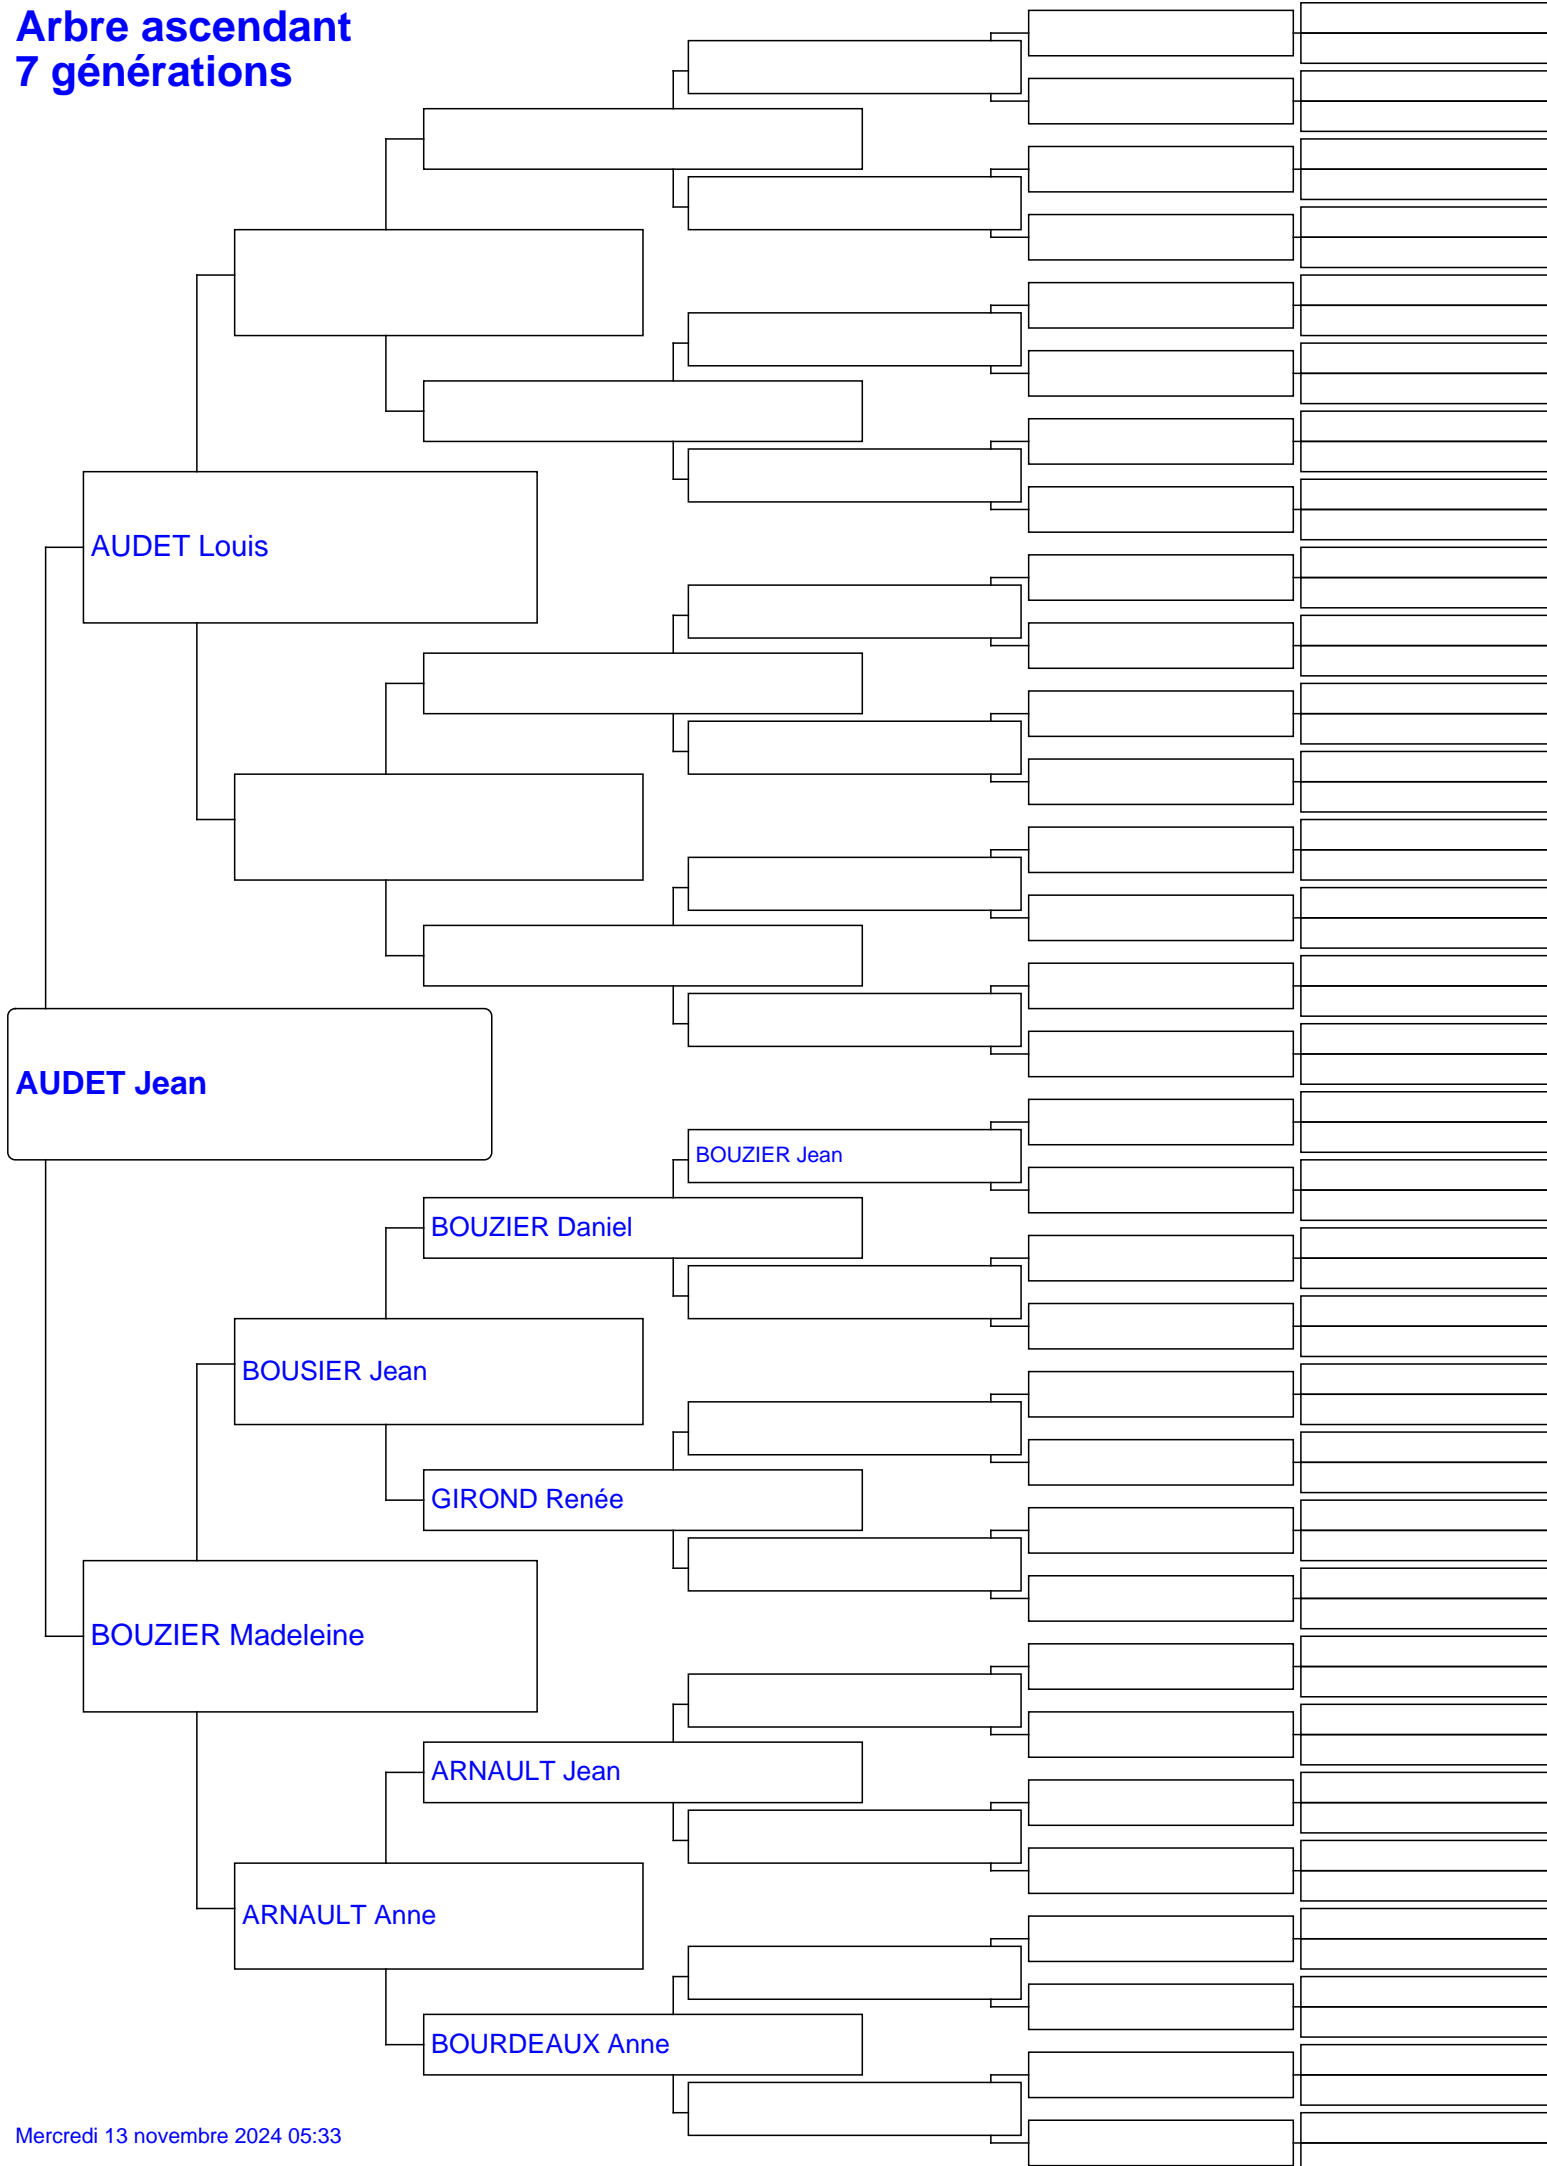 Arbre ascendant
7 générations
AUDET Louis
AUDET Jean
BOUZIER Jean
BOUZIER Daniel
BOUSIER Jean
GIROND Renée
BOUZIER Madeleine
ARNAULT Jean
ARNAULT Anne
BOURDEAUX Anne
Mercredi 13 novembre 2024 05:33